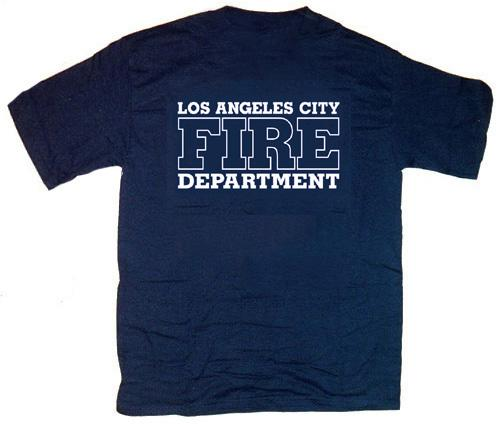 LOS ANGELES CITY
FIRE
DEPARTMENT